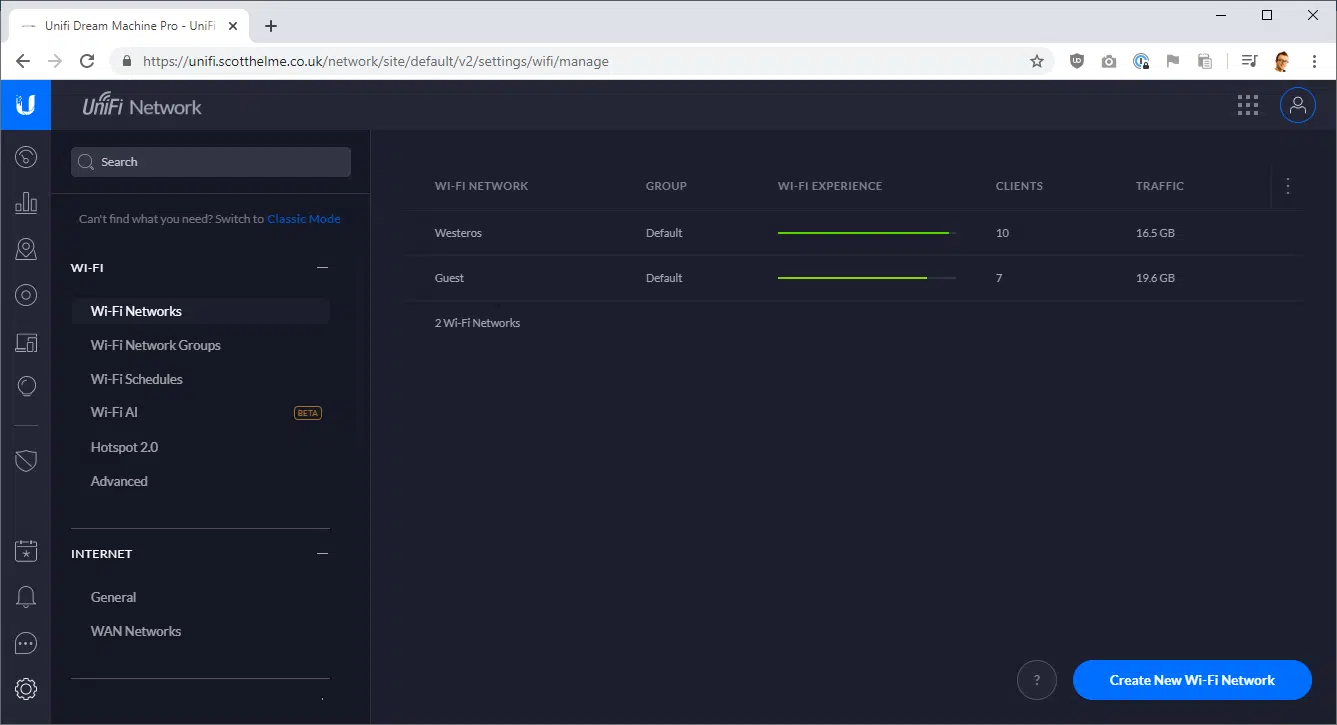 Unifi Dream Machine Pro - UniFi
https://unifi.scotthelme.co.uk/network/site/default/v2/settings/wifi/manage
UniFi Network
Search
Can't find what you need? Switch to Classic Mode
WI-FI
Wi-Fi Networks
Wi-Fi Network Groups
Wi-Fi Schedules
Wi-Fi AI BETA
Hotspot 2.0
Advanced
INTERNET
General
WAN Networks
WI-FI NETWORK GROUP WI-FI EXPERIENCE CLIENTS TRAFFIC
Westeros Default 10 16.5 GB
Guest Default 7 19.6 GB
2 Wi-Fi Networks
? Create New Wi-Fi Network